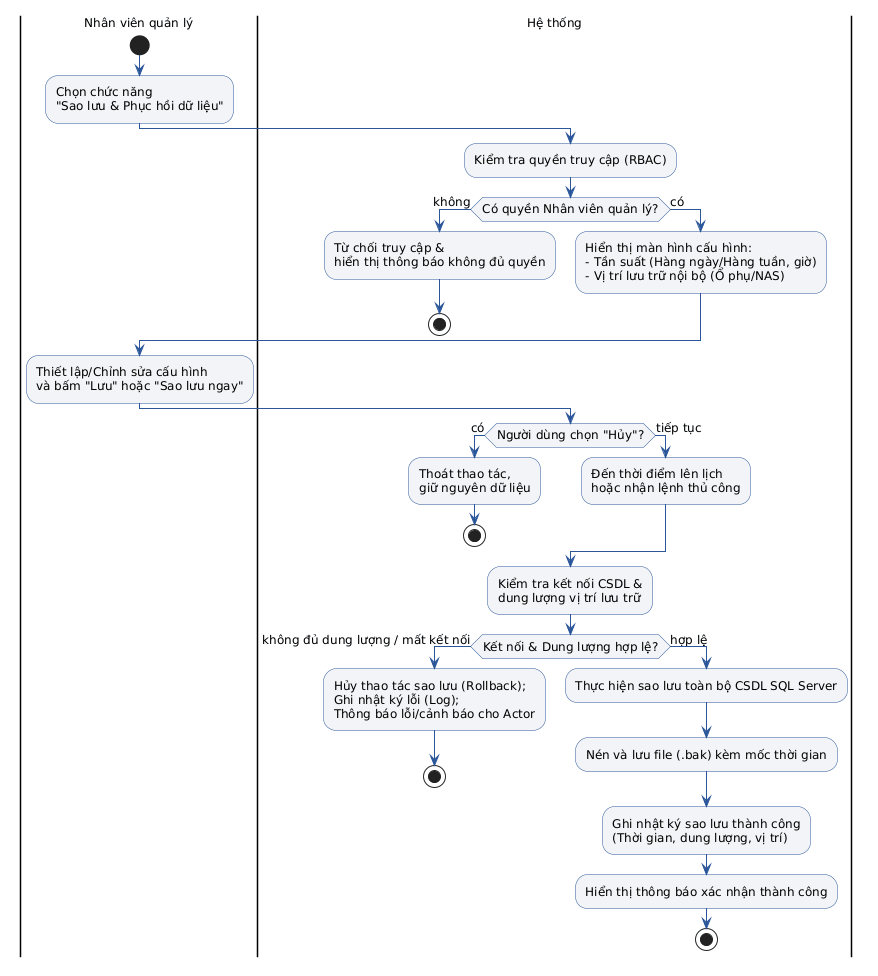 Nhân viên quản lý
Hệ thống
Chọn chức năng
"Sao lưu & Phục hồi dữ liệu"
Kiểm tra quyền truy cập (RBAC)
không
Có quyền Nhân viên quản lý?
có
Từ chối truy cập &
hiển thị thông báo không đủ quyền
Hiển thị màn hình cấu hình:
- Tần suất (Hàng ngày/Hàng tuần, giờ)
- Vị trí lưu trữ nội bộ (Ổ phụ/NAS)
Thiết lập/Chỉnh sửa cấu hình
và bấm "Lưu" hoặc "Sao lưu ngay"
có
Người dùng chọn "Hủy"?
tiếp tục
Thoát thao tác,
giữ nguyên dữ liệu
Đến thời điểm lên lịch
hoặc nhận lệnh thủ công
Kiểm tra kết nối CSDL &
dung lượng vị trí lưu trữ
không đủ dung lượng / mất kết nối
Kết nối & Dung lượng hợp lệ?
hợp lệ
Hủy thao tác sao lưu (Rollback);
Ghi nhật ký lỗi (Log);
Thông báo lỗi/cảnh báo cho Actor
Thực hiện sao lưu toàn bộ CSDL SQL Server
Nén và lưu file (.bak) kèm mốc thời gian
Ghi nhật ký sao lưu thành công
(Thời gian, dung lượng, vị trí)
Hiển thị thông báo xác nhận thành công